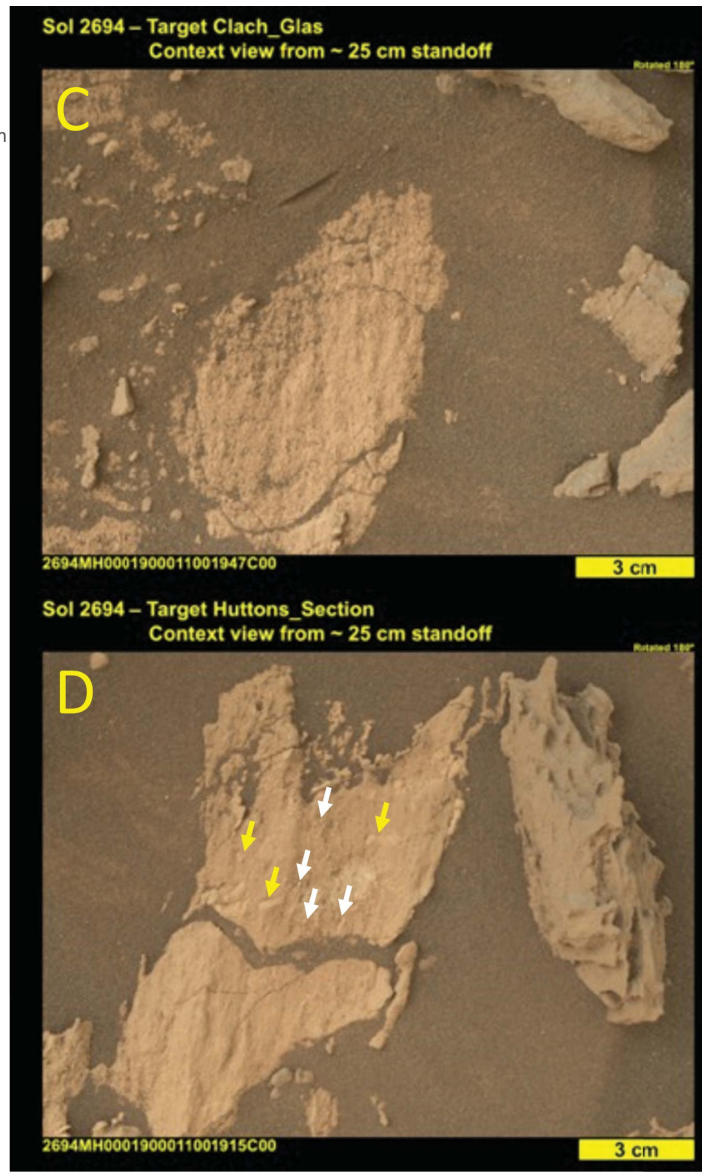 Sol 2694 – Target Clach_Glas
Context view from ~ 25 cm standoff
Rotated 180°
C
2694MH0001900011001947C00
3 cm
Sol 2694 – Target Huttons_Section
Context view from ~ 25 cm standoff
Rotated 180°
D
2694MH0001900011001915C00
3 cm